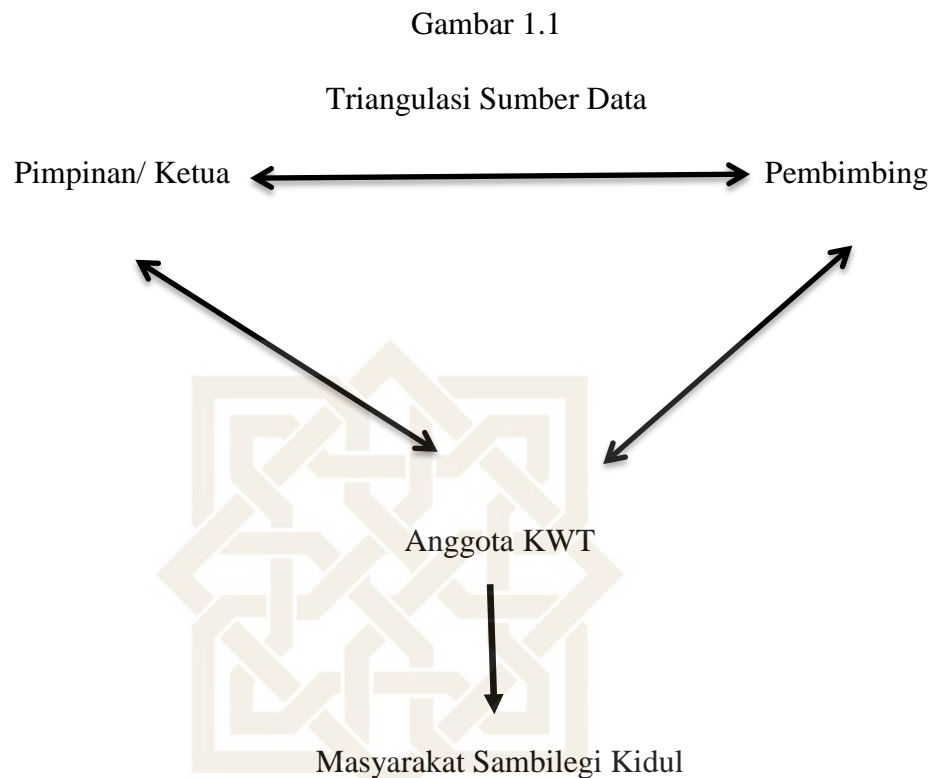 Gambar 1.1
Triangulasi Sumber Data
Pimpinan/ Ketua Pembimbing
Anggota KWT
Masyarakat Sambilegi Kidul